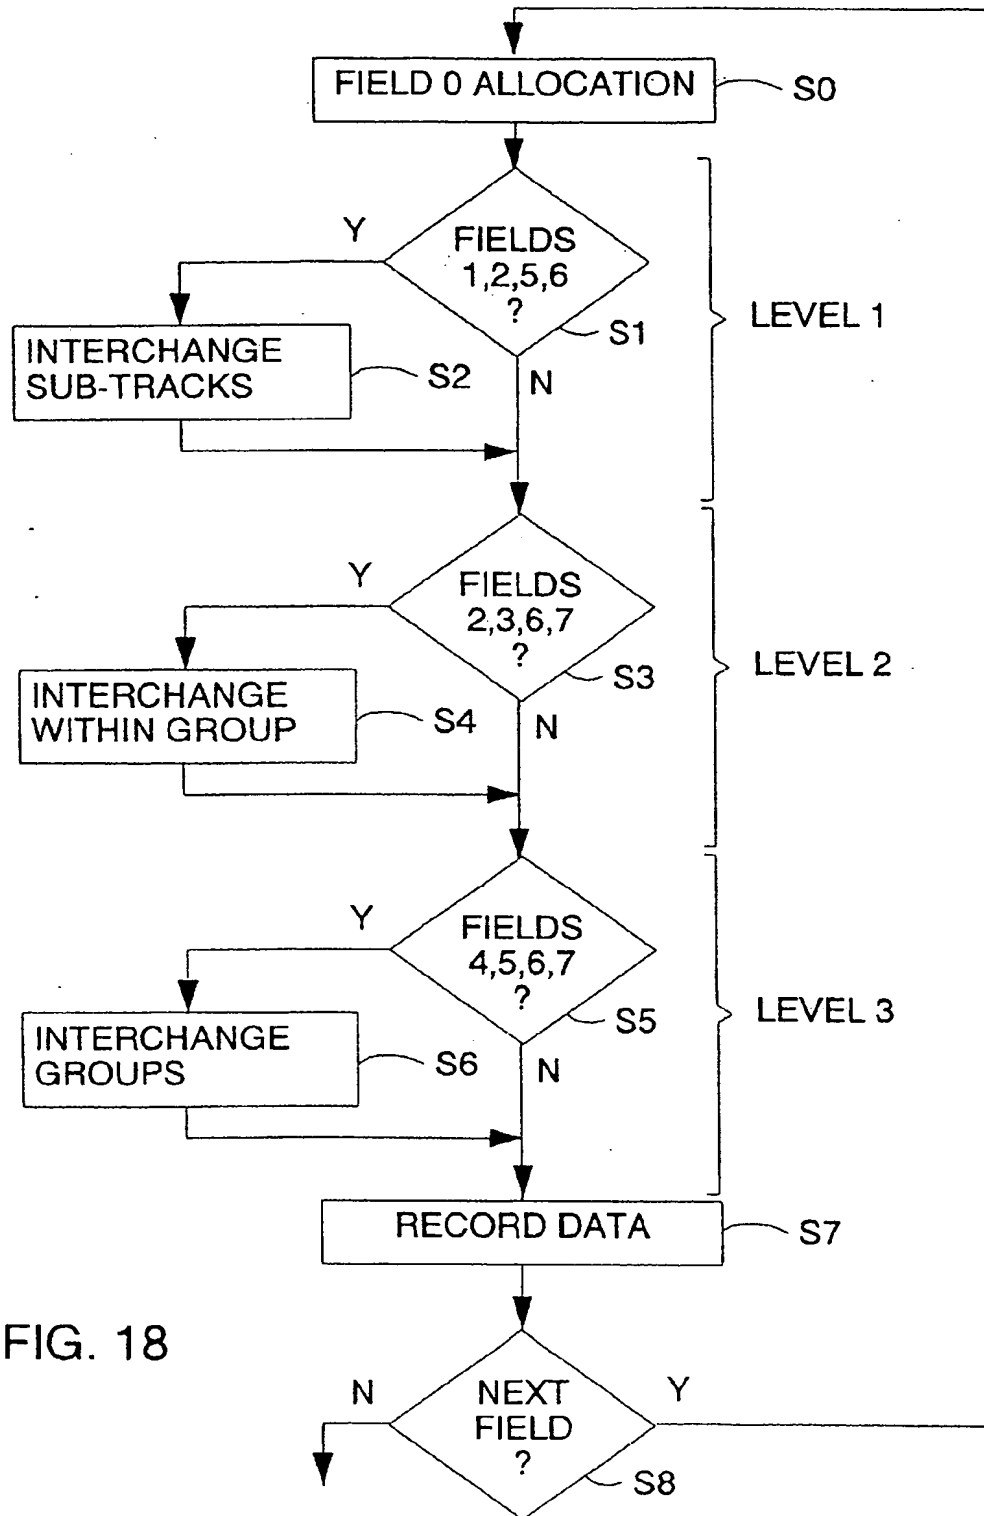 FIELD 0 ALLOCATION
S0
Y
FIELDS
1,2,5,6
?
S1
LEVEL 1
INTERCHANGE
SUB-TRACKS
S2
N
Y
FIELDS
2,3,6,7
?
S3
LEVEL 2
INTERCHANGE
WITHIN GROUP
S4
N
Y
FIELDS
4,5,6,7
?
S5
LEVEL 3
INTERCHANGE
GROUPS
S6
N
RECORD DATA
S7
FIG. 18
N
NEXT
FIELD
?
Y
S8